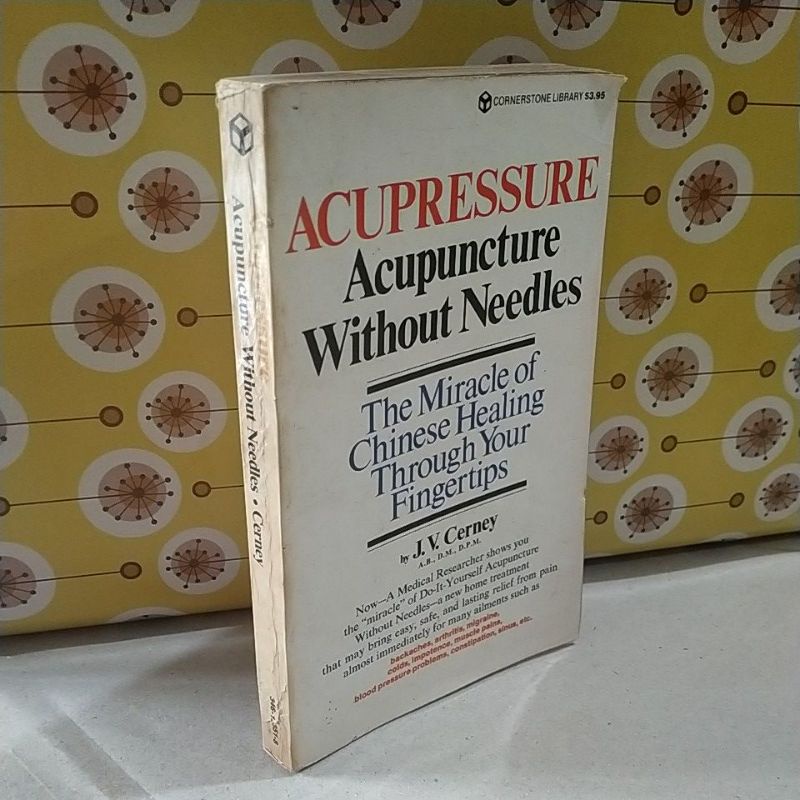 CORNERSTONE LIBRARY $3.95
ACUPRESSURE
Acupuncture
Without Needles
The Miracle of
Chinese Healing
Through Your
Fingertips
by J. V. Cerney
A.B., D.M., D.P.M.
Now—A Medical Researcher shows you
the "miracle" of Do-It-Yourself Acupuncture
Without Needles—a new home treatment
that may bring easy, safe, and lasting relief from pain
almost immediately for many ailments such as
backaches, arthritis, migraine,
colds, impotence, muscle pains,
blood pressure problems, constipation, sinus, etc.
Acupuncture Without Needles • Cerney